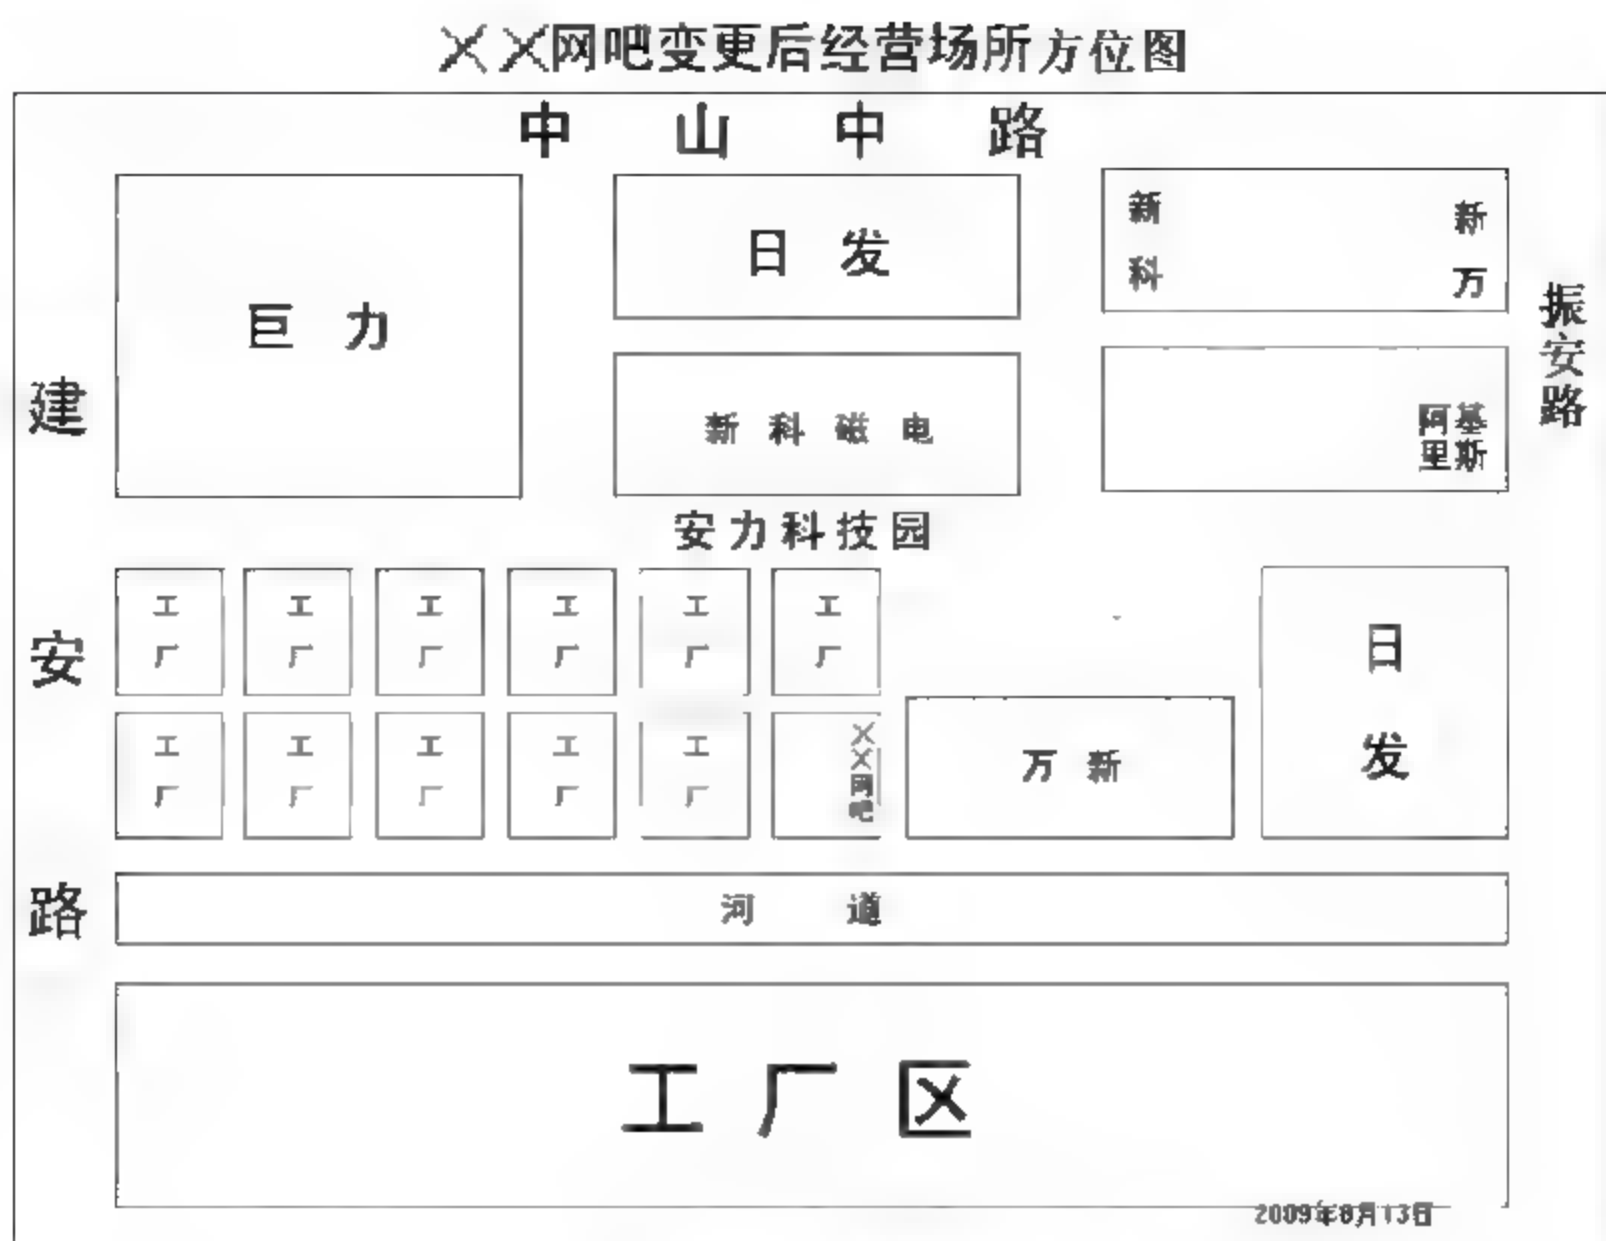 ××网吧变更后经营场所方位图
中山中路
巨力
日发
新科
新万
振安路
建安路
新科磁电
阿基
里斯
安力科技园
工厂
工厂
工厂
工厂
工厂
工厂
日发
工厂
工厂
工厂
工厂
工厂
××网吧
万新
河道
工厂区
2009年8月13日